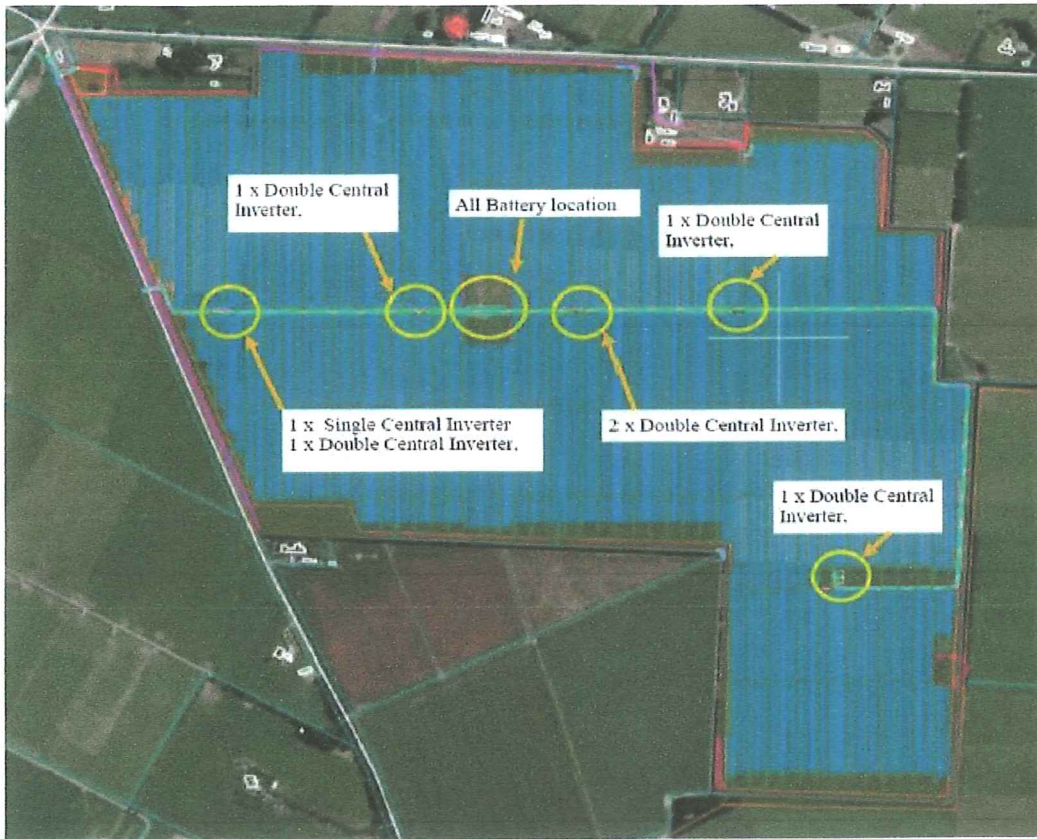 1 x Double Central
Inverter.
All Battery location
1 x Double Central
Inverter.
1 x Single Central Inverter
1 x Double Central Inverter.
2 x Double Central Inverter.
1 x Double Central
Inverter.